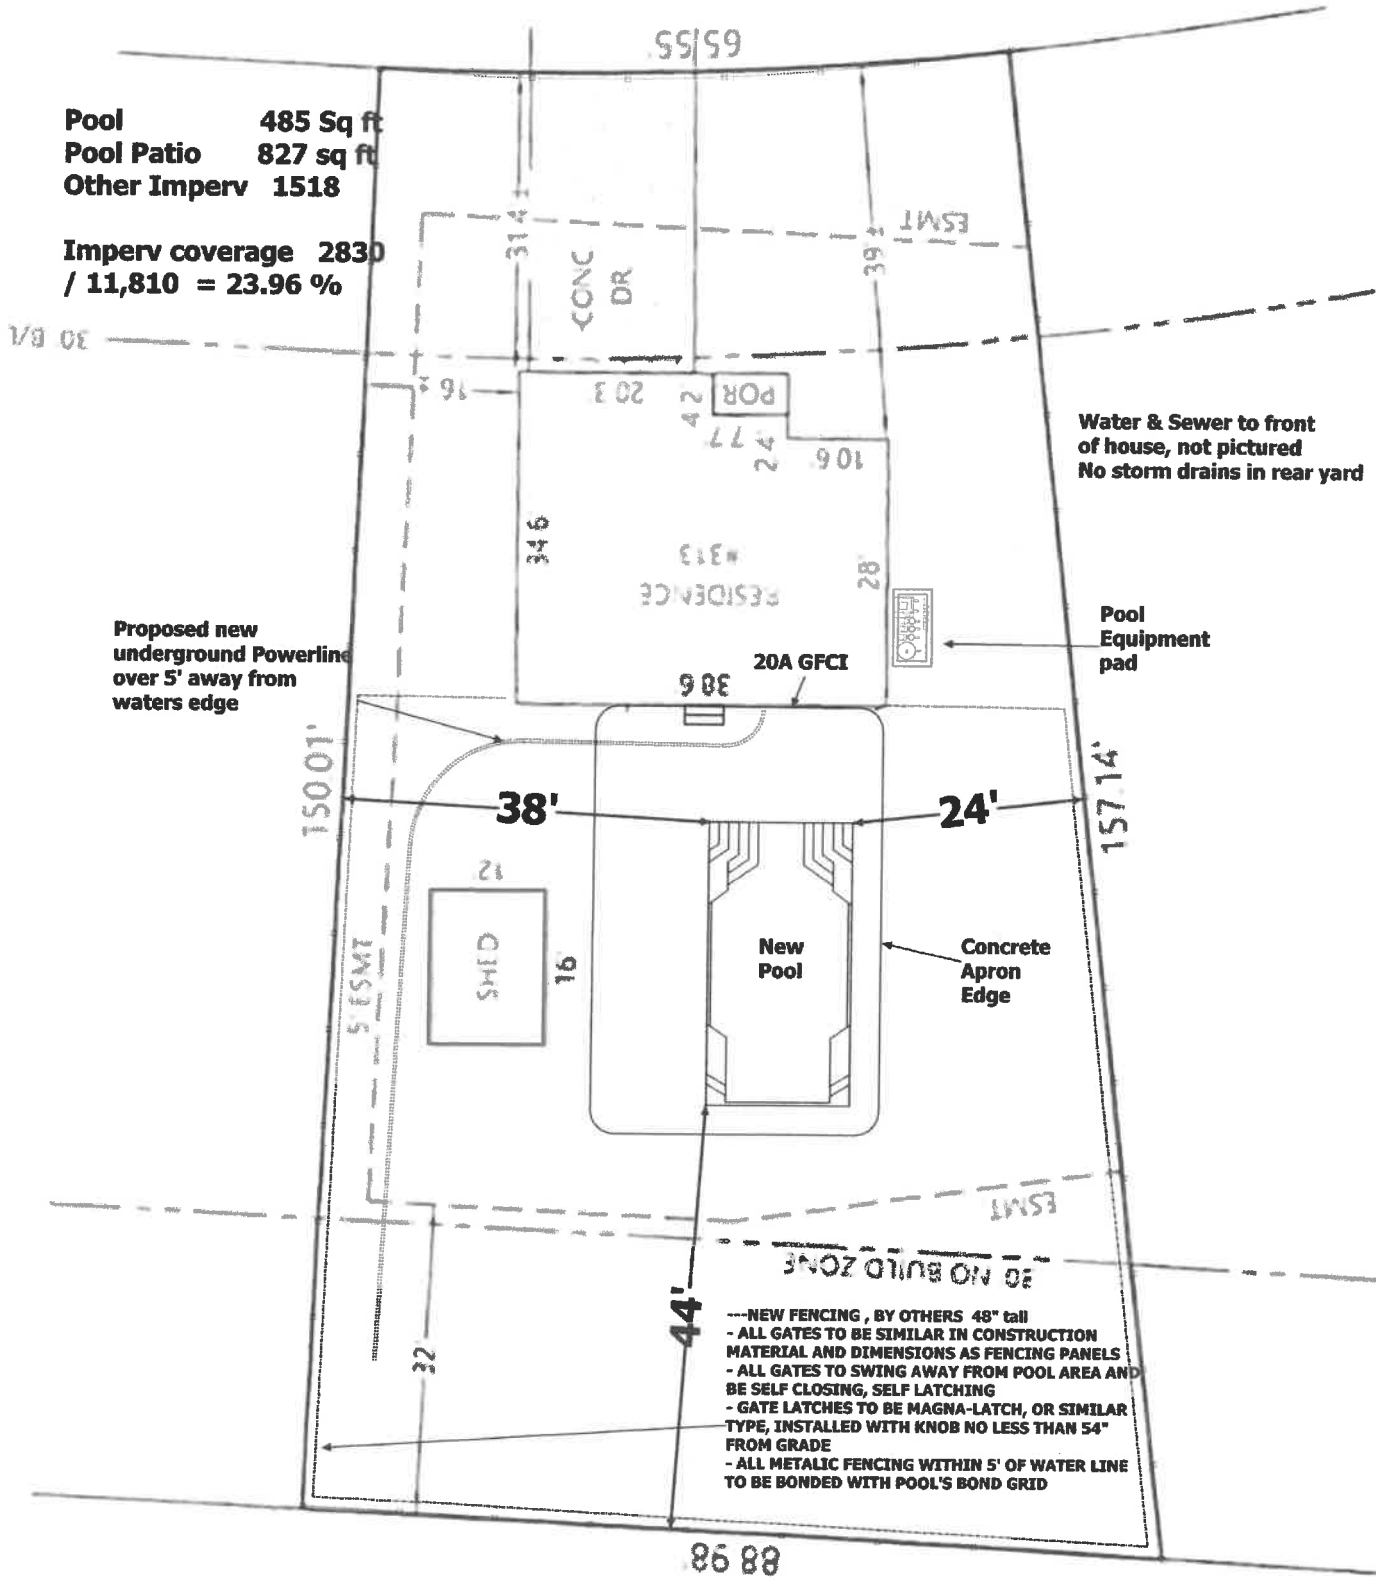 65 55'
Pool 485 Sq ft
Pool Patio 827 sq ft
Other Imperv 1518
Imperv coverage 2830
/ 11,810 = 23.96 %
31 4 ±
39 ±
ESMT
CONC
DR
30 B/L
16
20 3
4 2
POR
7 7
2 4
10 6
Water & Sewer to front
of house, not pictured
No storm drains in rear yard
34 6
#313
RESIDENCE
28'
Proposed new
underground Powerline
over 5' away from
waters edge
Pool
Equipment
pad
20A GFCI
38 6
150 01'
157.14'
38'
24'
12
SHED
16
5' ESMT
New
Pool
Concrete
Apron
Edge
ESMT
30 NO BUILD ZONE
44'
32'
---NEW FENCING , BY OTHERS 48" tall
- ALL GATES TO BE SIMILAR IN CONSTRUCTION
MATERIAL AND DIMENSIONS AS FENCING PANELS
- ALL GATES TO SWING AWAY FROM POOL AREA AND
BE SELF CLOSING, SELF LATCHING
- GATE LATCHES TO BE MAGNA-LATCH, OR SIMILAR
TYPE, INSTALLED WITH KNOB NO LESS THAN 54"
FROM GRADE
- ALL METALIC FENCING WITHIN 5' OF WATER LINE
TO BE BONDED WITH POOL'S BOND GRID
88 98'